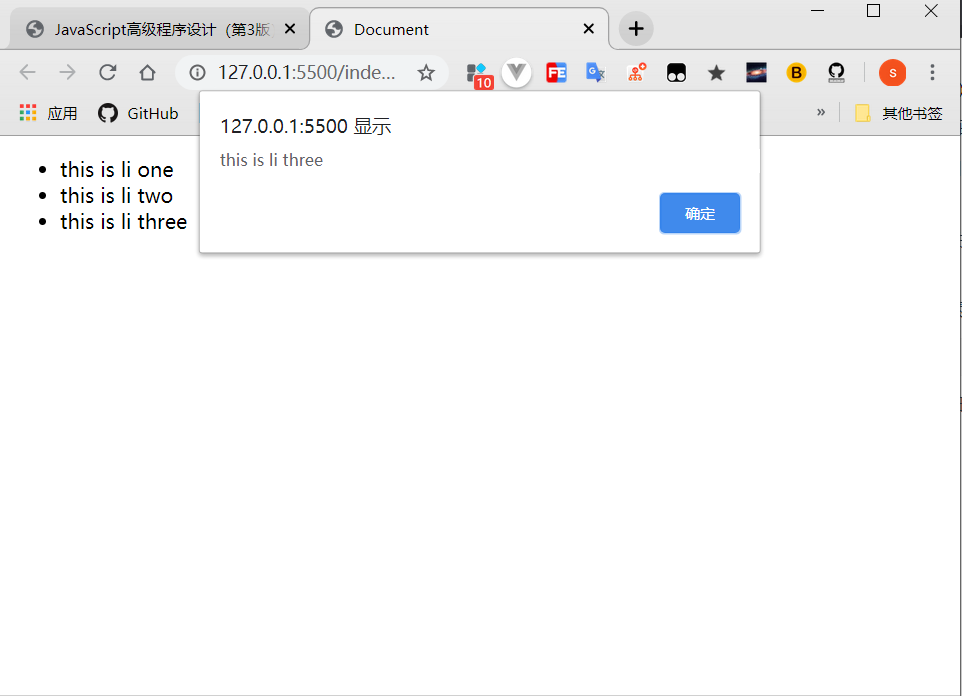 JavaScript高级程序设计（第3版
Document
127.0.0.1:5500/inde...
10
FE
G
B
s
应用
GitHub
»
其他书签
127.0.0.1:5500 显示
this is li three
确定
this is li one
this is li two
this is li three